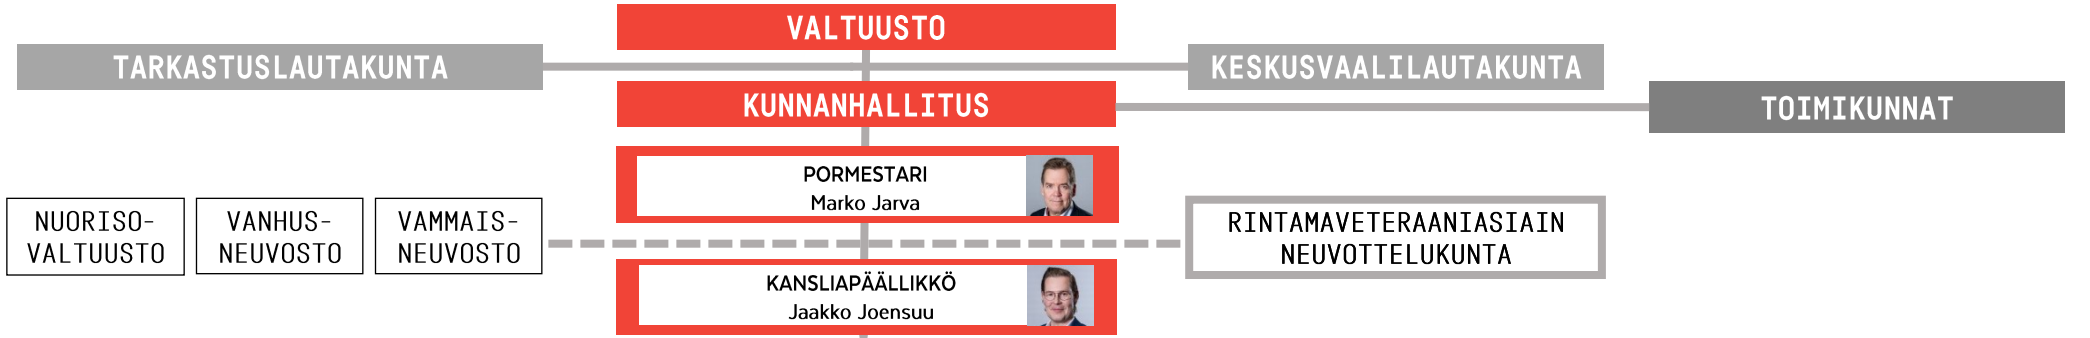 VALTUUSTO
TARKASTUSLAUTAKUNTA
KESKUSVAALILAUTAKUNTA
KUNNANHALLITUS
TOIMIKUNNAT
PORMESTARI
Marko Jarva
NUORISO-
VALTUUSTO
VANHUS-
NEUVOSTO
VAMMAIS-
NEUVOSTO
RINTAMAVETERAANIASIAIN
NEUVOTTELUKUNTA
KANSLIAPÄÄLLIKKÖ
Jaakko Joensuu